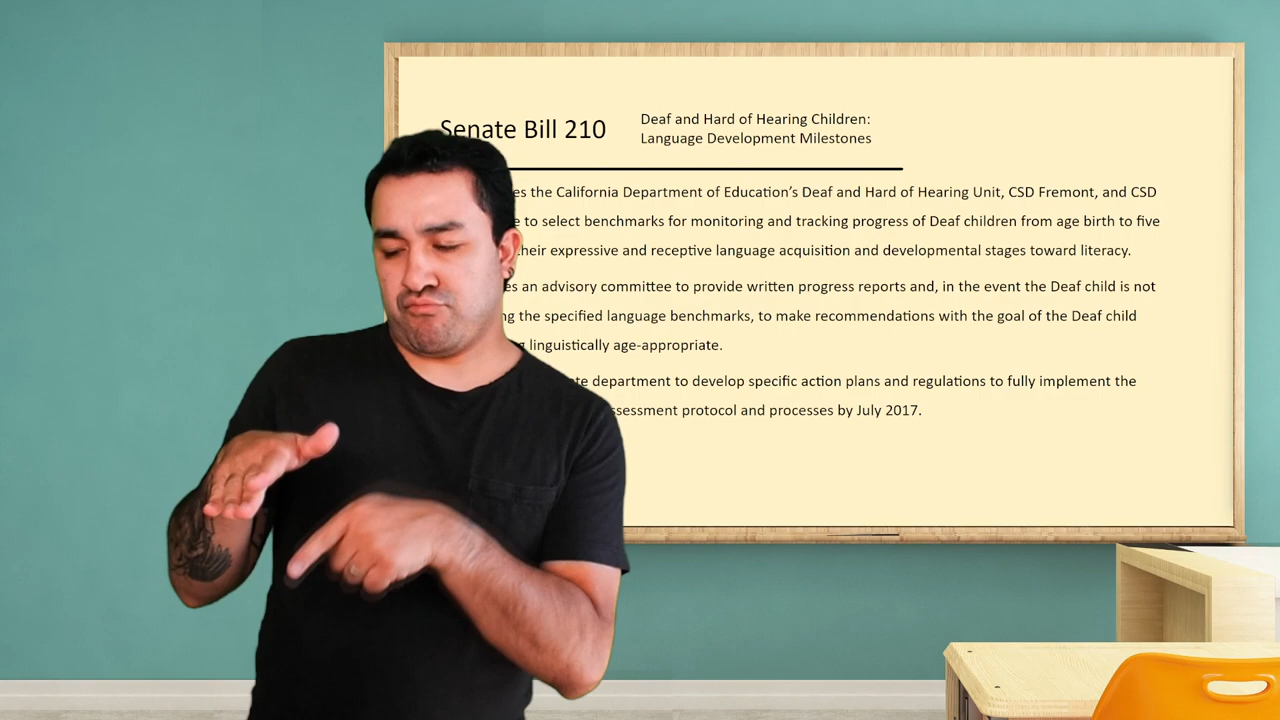 Senate Bill 210
Deaf and Hard of Hearing Children:
Language Development Milestones
the California Department of Education’s Deaf and Hard of Hearing Unit, CSD Fremont, and CSD
to select benchmarks for monitoring and tracking progress of Deaf children from age birth to five
their expressive and receptive language acquisition and developmental stages toward literacy.
an advisory committee to provide written progress reports and, in the event the Deaf child is not
the specified language benchmarks, to make recommendations with the goal of the Deaf child
linguistically age-appropriate.
department to develop specific action plans and regulations to fully implement the
assessment protocol and processes by July 2017.